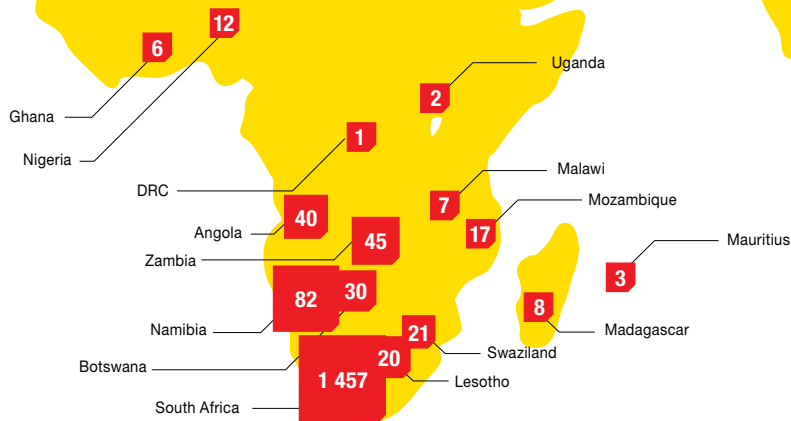 12
6
Uganda
2
Ghana
1
Nigeria
Malawi
DRC
7
Mozambique
40
17
Angola
45
Mauritius
Zambia
3
30
82
8
Namibia
21
Madagascar
Swaziland
20
Botswana
1 457
Lesotho
South Africa